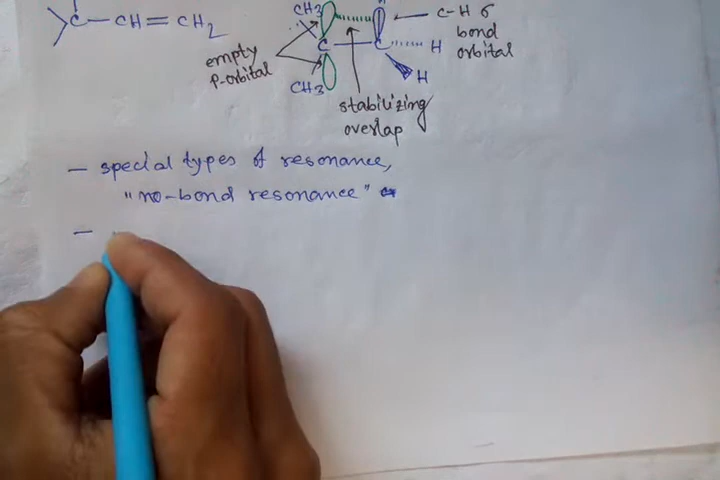 C — CH = CH2
CH3
C
C
H
H
CH3
C-H σ
bond
orbital
empty
P-orbital
stabilizing
overlap
— special types of resonance,
"no-bond resonance"
—